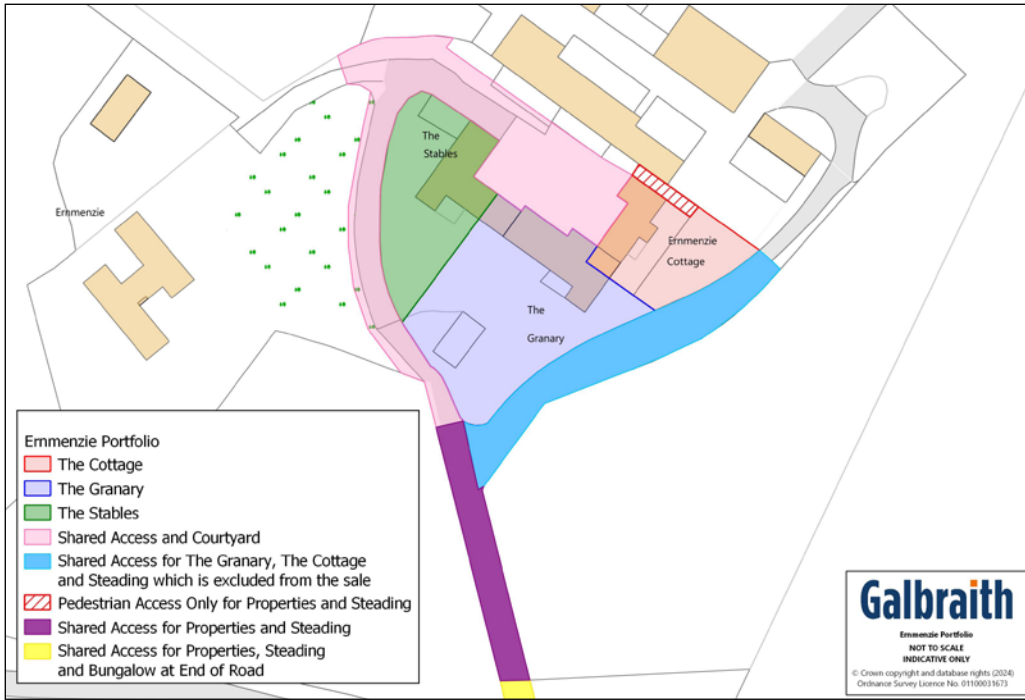 The
Stables
Ernmenzie
Ernmenzie
Cottage
The
Granary
Ernmenzie Portfolio
The Cottage
The Granary
The Stables
Shared Access and Courtyard
Shared Access for The Granary, The Cottage
and Steading which is excluded from the sale
Pedestrian Access Only for Properties and Steading
Shared Access for Properties and Steading
Shared Access for Properties, Steading
and Bungalow at End of Road
Galbraith
Ernmenzie Portfolio
NOT TO SCALE
INDICATIVE ONLY
© Crown copyright and database rights (2024)
Ordnance Survey Licence No. 01100031673